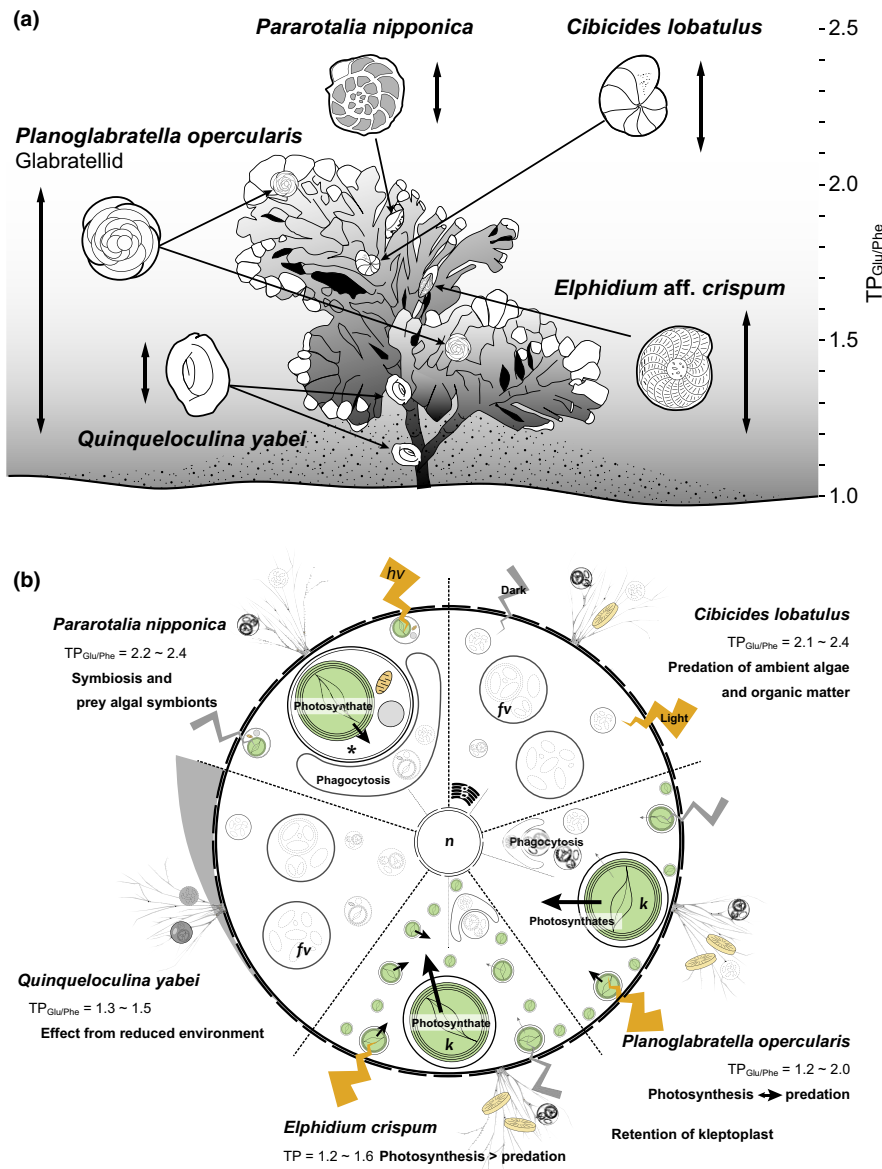 (a)
Pararotalia nipponica
Cibicides lobatulus
2.5
Planoglabratella opercularis
Glabratellid
2.0
TPGlu/Phe
Elphidium aff. crispum
1.5
Quinqueloculina yabei
1.0
(b)
hv
Dark
Pararotalia nipponica
TPGlu/Phe = 2.2 ~ 2.4
Symbiosis and
prey algal symbionts
Cibicides lobatulus
TPGlu/Phe = 2.1 ~ 2.4
Predation of ambient algae
and organic matter
Photosynthate
*
Phagocytosis
fv
Light
n
Phagocytosis
k
Photosynthates
fv
Quinqueloculina yabei
TPGlu/Phe = 1.3 ~ 1.5
Effect from reduced environment
Photosynthate
k
Planoglabratella opercularis
TPGlu/Phe = 1.2 ~ 2.0
Photosynthesis ↔ predation
Retention of kleptoplast
Elphidium crispum
TP = 1.2 ~ 1.6 Photosynthesis > predation